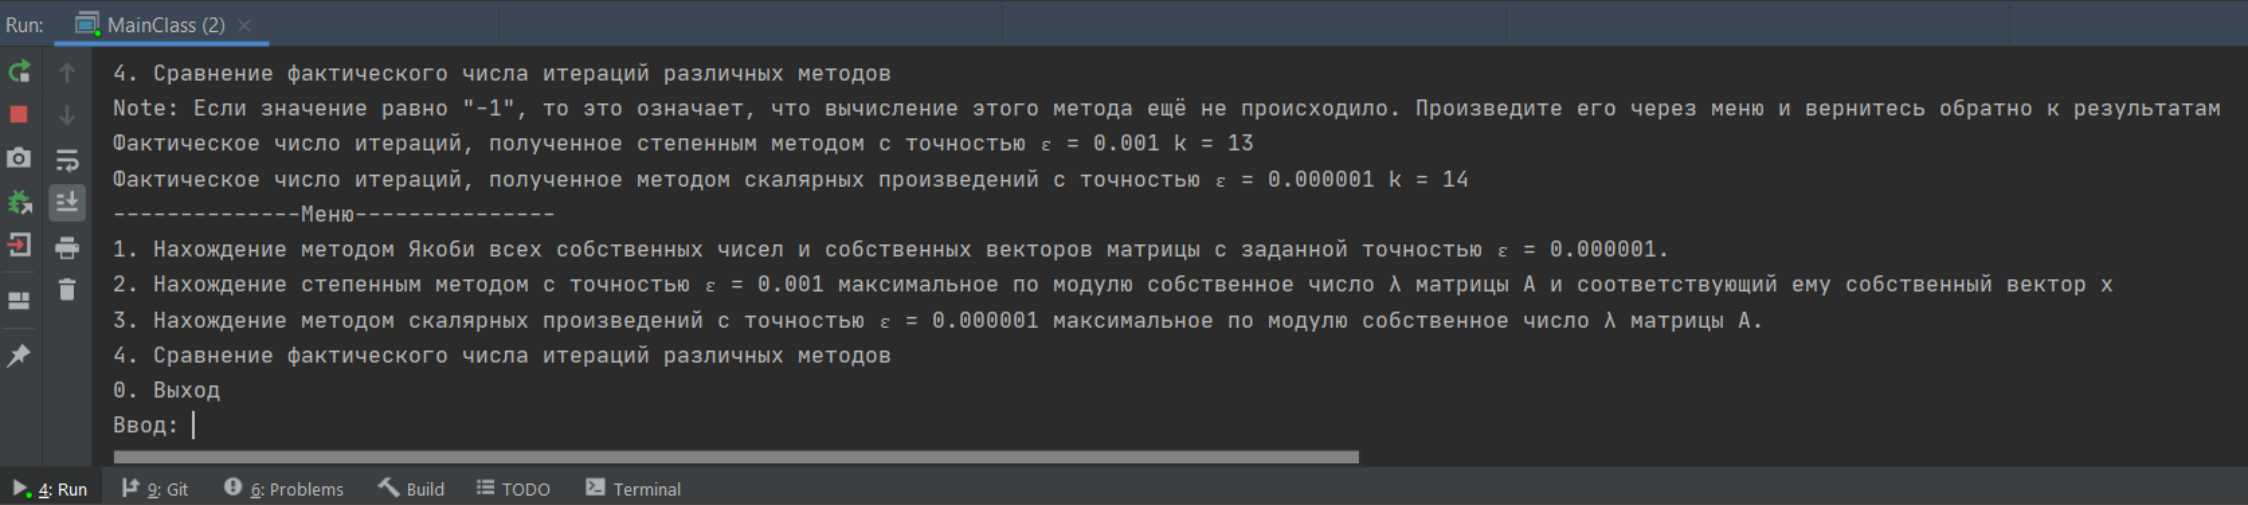 Run: MainClass (2)
4. Сравнение фактического числа итераций различных методов
Note: Если значение равно "-1", то это означает, что вычисление этого метода ещё не происходило. Произведите его через меню и вернитесь обратно к результатам
Фактическое число итераций, полученное степенным методом с точностью ε = 0.001 k = 13
Фактическое число итераций, полученное методом скалярных произведений с точностью ε = 0.000001 k = 14
--------------Меню---------------
1. Нахождение методом Якоби всех собственных чисел и собственных векторов матрицы с заданной точностью ε = 0.000001.
2. Нахождение степенным методом с точностью ε = 0.001 максимальное по модулю собственное число λ матрицы А и соответствующий ему собственный вектор х
3. Нахождение методом скалярных произведений с точностью ε = 0.000001 максимальное по модулю собственное число λ матрицы А.
4. Сравнение фактического числа итераций различных методов
0. Выход
Ввод:
4: Run 9: Git 6: Problems Build TODO Terminal